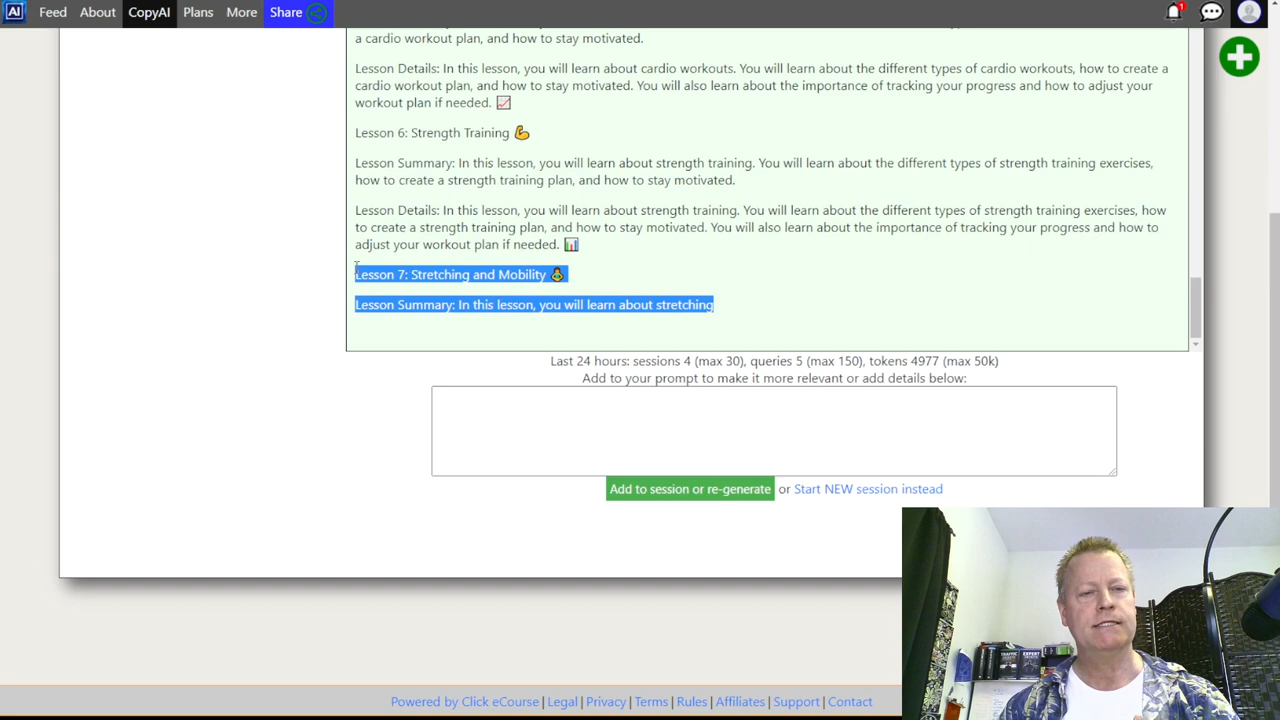 AI Feed About CopyAI Plans More Share 1
a cardio workout plan, and how to stay motivated.
Lesson Details: In this lesson, you will learn about cardio workouts. You will learn about the different types of cardio workouts, how to create a
cardio workout plan, and how to stay motivated. You will also learn about the importance of tracking your progress and how to adjust your
workout plan if needed. 📈
Lesson 6: Strength Training 💪
Lesson Summary: In this lesson, you will learn about strength training. You will learn about the different types of strength training exercises,
how to create a strength training plan, and how to stay motivated.
Lesson Details: In this lesson, you will learn about strength training. You will learn about the different types of strength training exercises, how
to create a strength training plan, and how to stay motivated. You will also learn about the importance of tracking your progress and how to
adjust your workout plan if needed. 📊
Lesson 7: Stretching and Mobility
Lesson Summary: In this lesson, you will learn about stretching
Last 24 hours: sessions 4 (max 30), queries 5 (max 150), tokens 4977 (max 50k)
Add to your prompt to make it more relevant or add details below:
Add to session or re-generate or Start NEW session instead
TRAFFIC EXPERT
Powered by Click eCourse | Legal | Privacy | Terms | Rules | Affiliates | Support | Contact